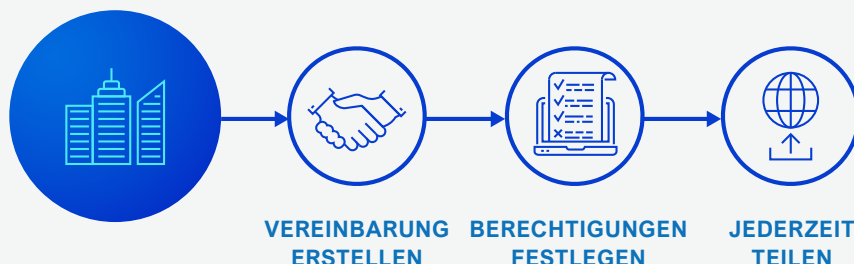 VEREINBARUNG
ERSTELLEN
BERECHTIGUNGEN
FESTLEGEN
JEDERZEIT
TEILEN